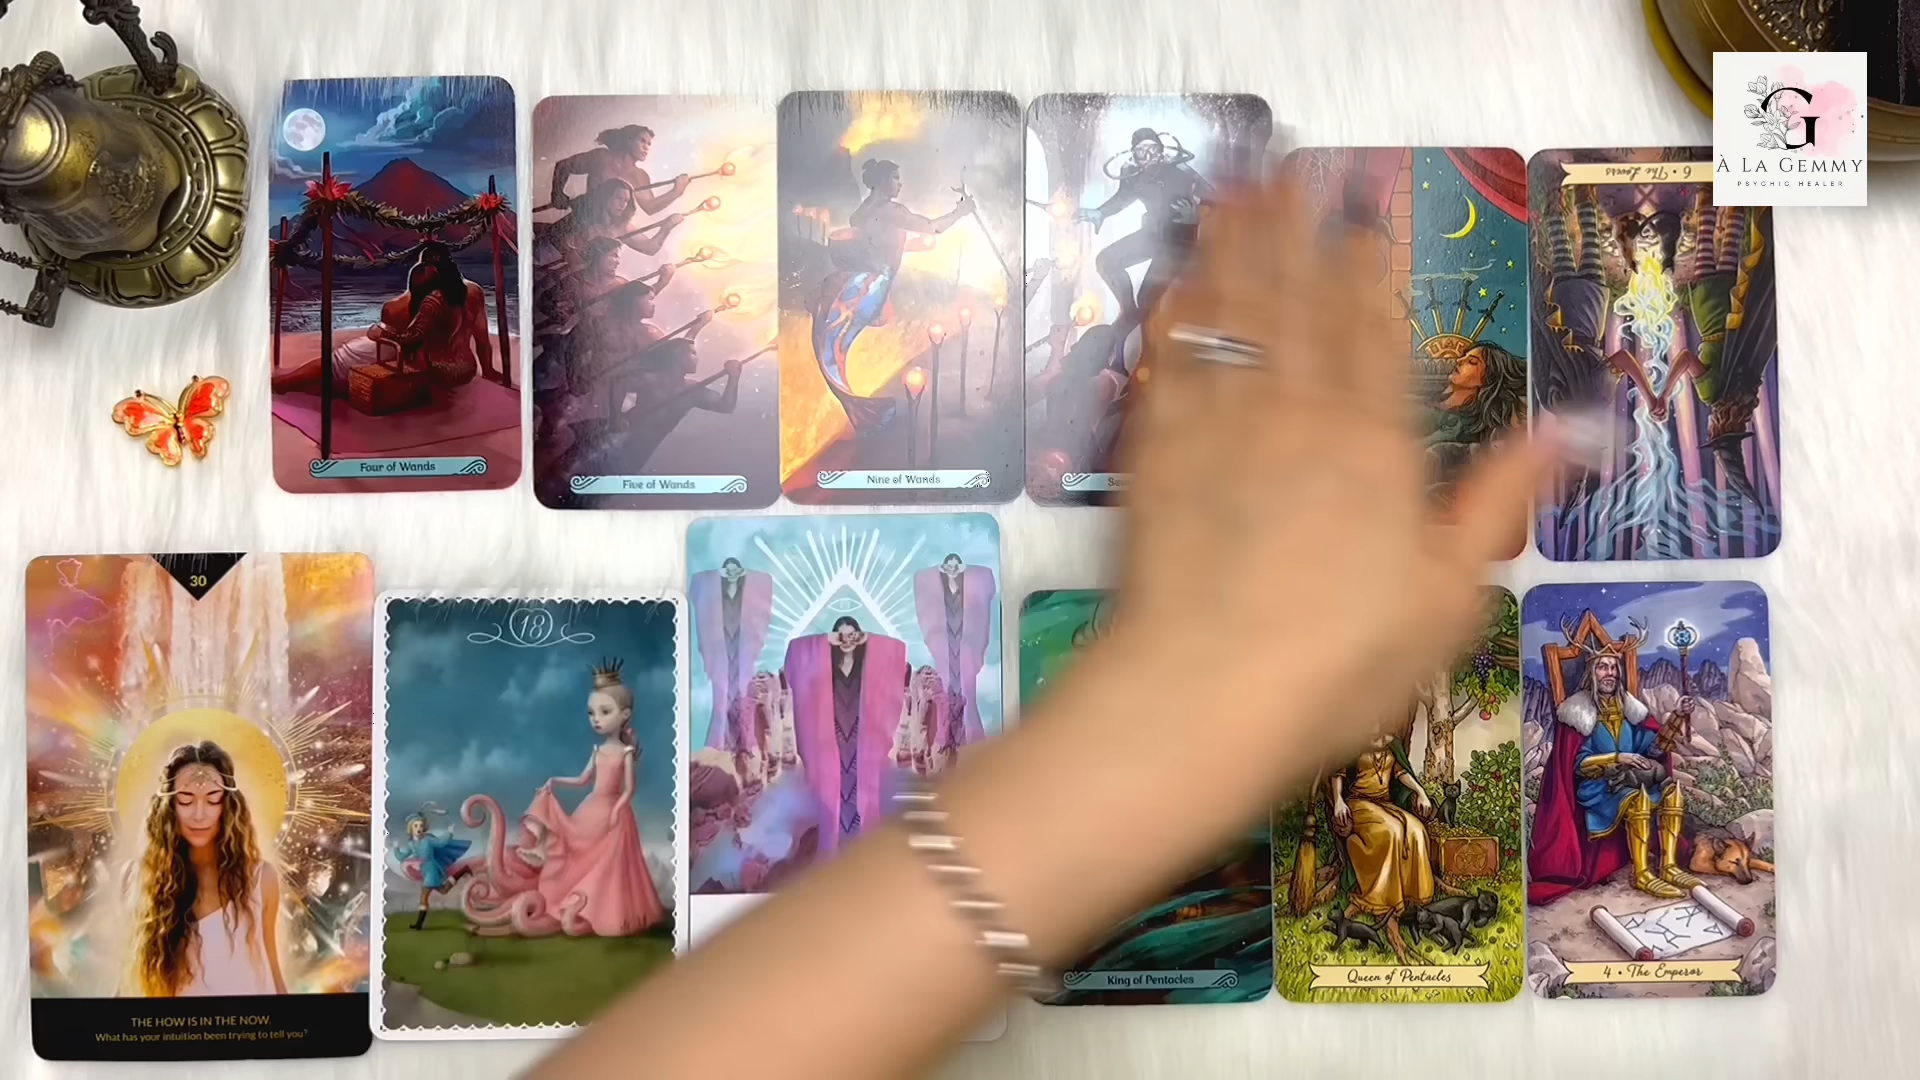 G
À LA GEMMY
PSYCHIC HEALER
6 • The Lovers
Four of Wands
Five of Wands
Nine of Wands
30
18
THE HOW IS IN THE NOW.
What has your intuition been trying to tell you?
King of Pentacles
Queen of Pentacles
4 • The Emperor